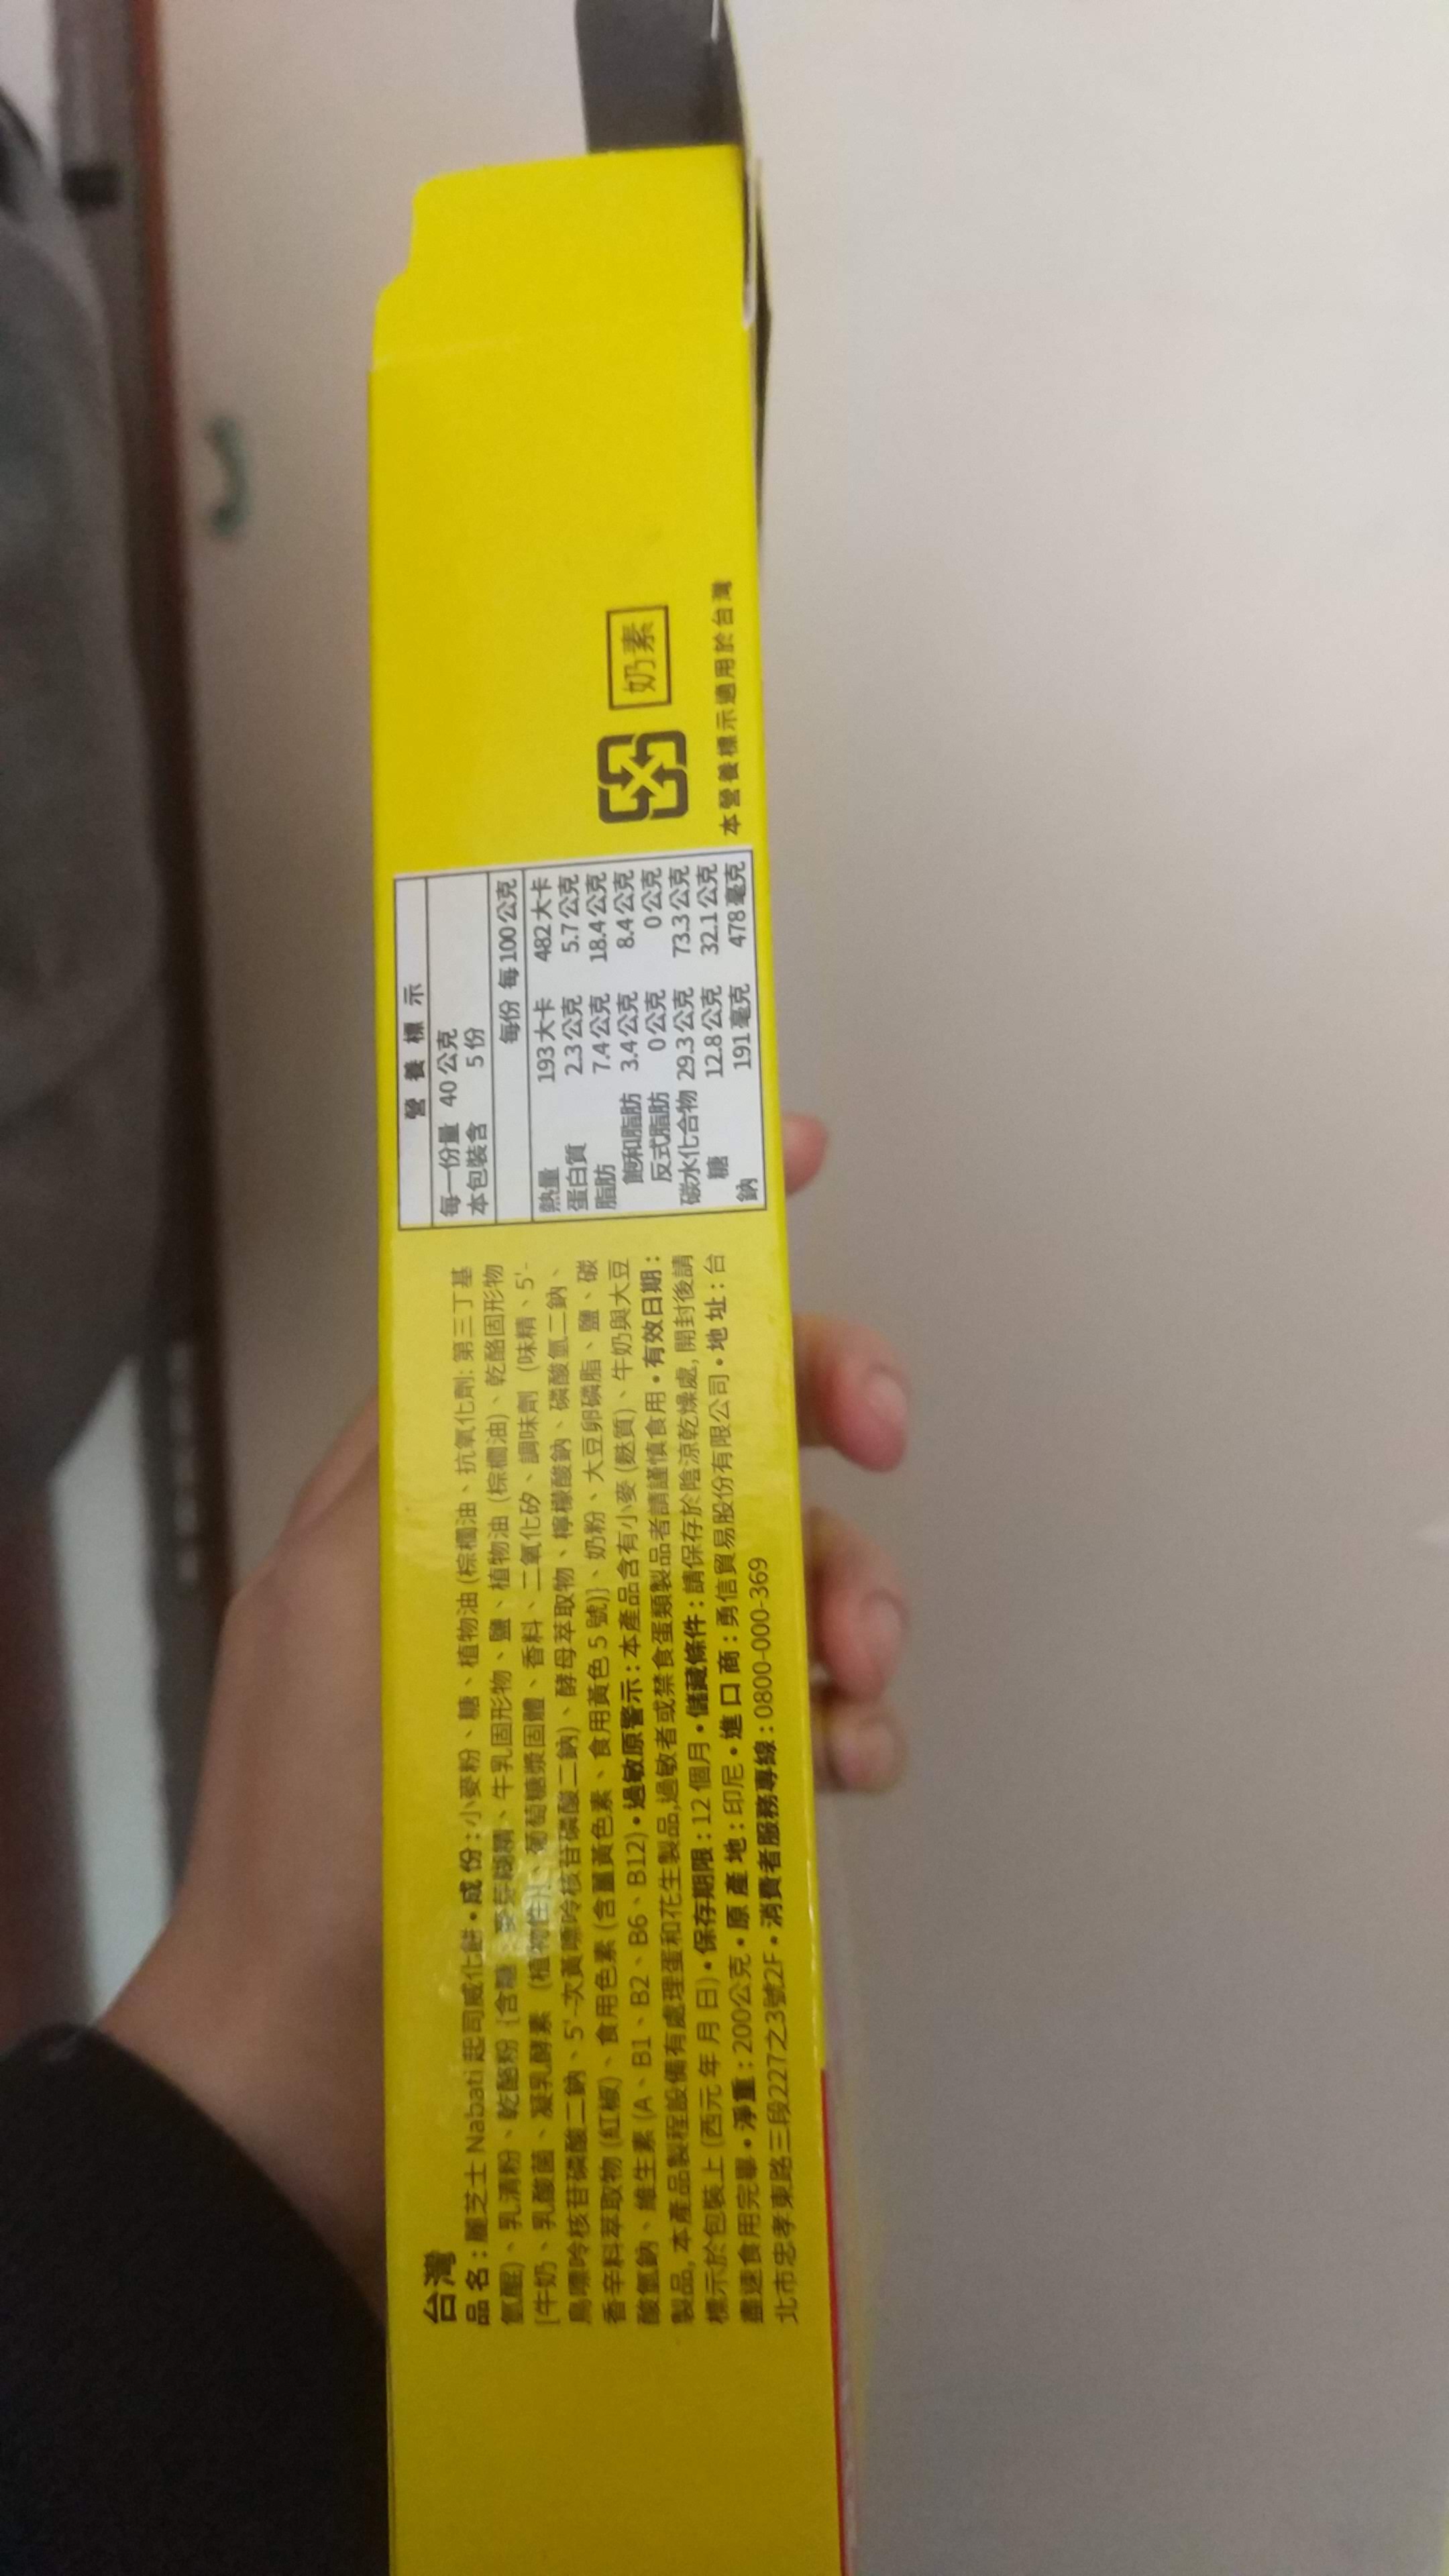 台灣
品名：麗芝士 Nabati 起司威化餅・成份：小麥粉、糖、植物油 (棕櫚油、抗氧化劑: 第三丁基
氫醌)、乳清粉、乾酪粉 {含糖、麥芽糊精、牛乳固形物、鹽、植物油 (棕櫚油)、乾酪固形物
[牛奶、乳酸菌、凝乳酵素 (植物性)]、葡萄糖漿固體、香料、二氧化矽、調味劑 (味精、5'-
鳥嘌呤核苷磷酸二鈉、5'-次黃嘌呤核苷磷酸二鈉)、酵母萃取物、檸檬酸鈉、磷酸氫二鈉、
香辛料萃取物 (紅椒)、食用色素 (含薑黃色素、食用黃色 5 號)}、奶粉、大豆卵磷脂、鹽、碳
酸氫鈉、維生素 (A、B1、B2、B6、B12)・過敏原警示：本產品含有小麥 (麩質)、牛奶與大豆
製品, 本產品製程設備有處理蛋和花生製品,過敏者或禁食蛋類製品者請謹慎食用・有效日期：
標示於包裝上 (西元 年 月 日)・保存期限：12 個月・儲藏條件：請保存於陰涼乾燥處, 開封後請
盡速食用完畢・淨重：200公克・原產地：印尼・進口商：勇信貿易股份有限公司・地址：台
北市忠孝東路三段227之3號2F・消費者服務專線：0800-000-369
營養標示
每一份量 40 公克
本包裝含 5 份
每份 每 100 公克
熱量 193 大卡 482 大卡
蛋白質 2.3 公克 5.7 公克
脂肪 7.4 公克 18.4 公克
飽和脂肪 3.4 公克 8.4 公克
反式脂肪 0 公克 0 公克
碳水化合物 29.3 公克 73.3 公克
糖 12.8 公克 32.1 公克
鈉 191 毫克 478 毫克
奶素
本營養標示適用於台灣